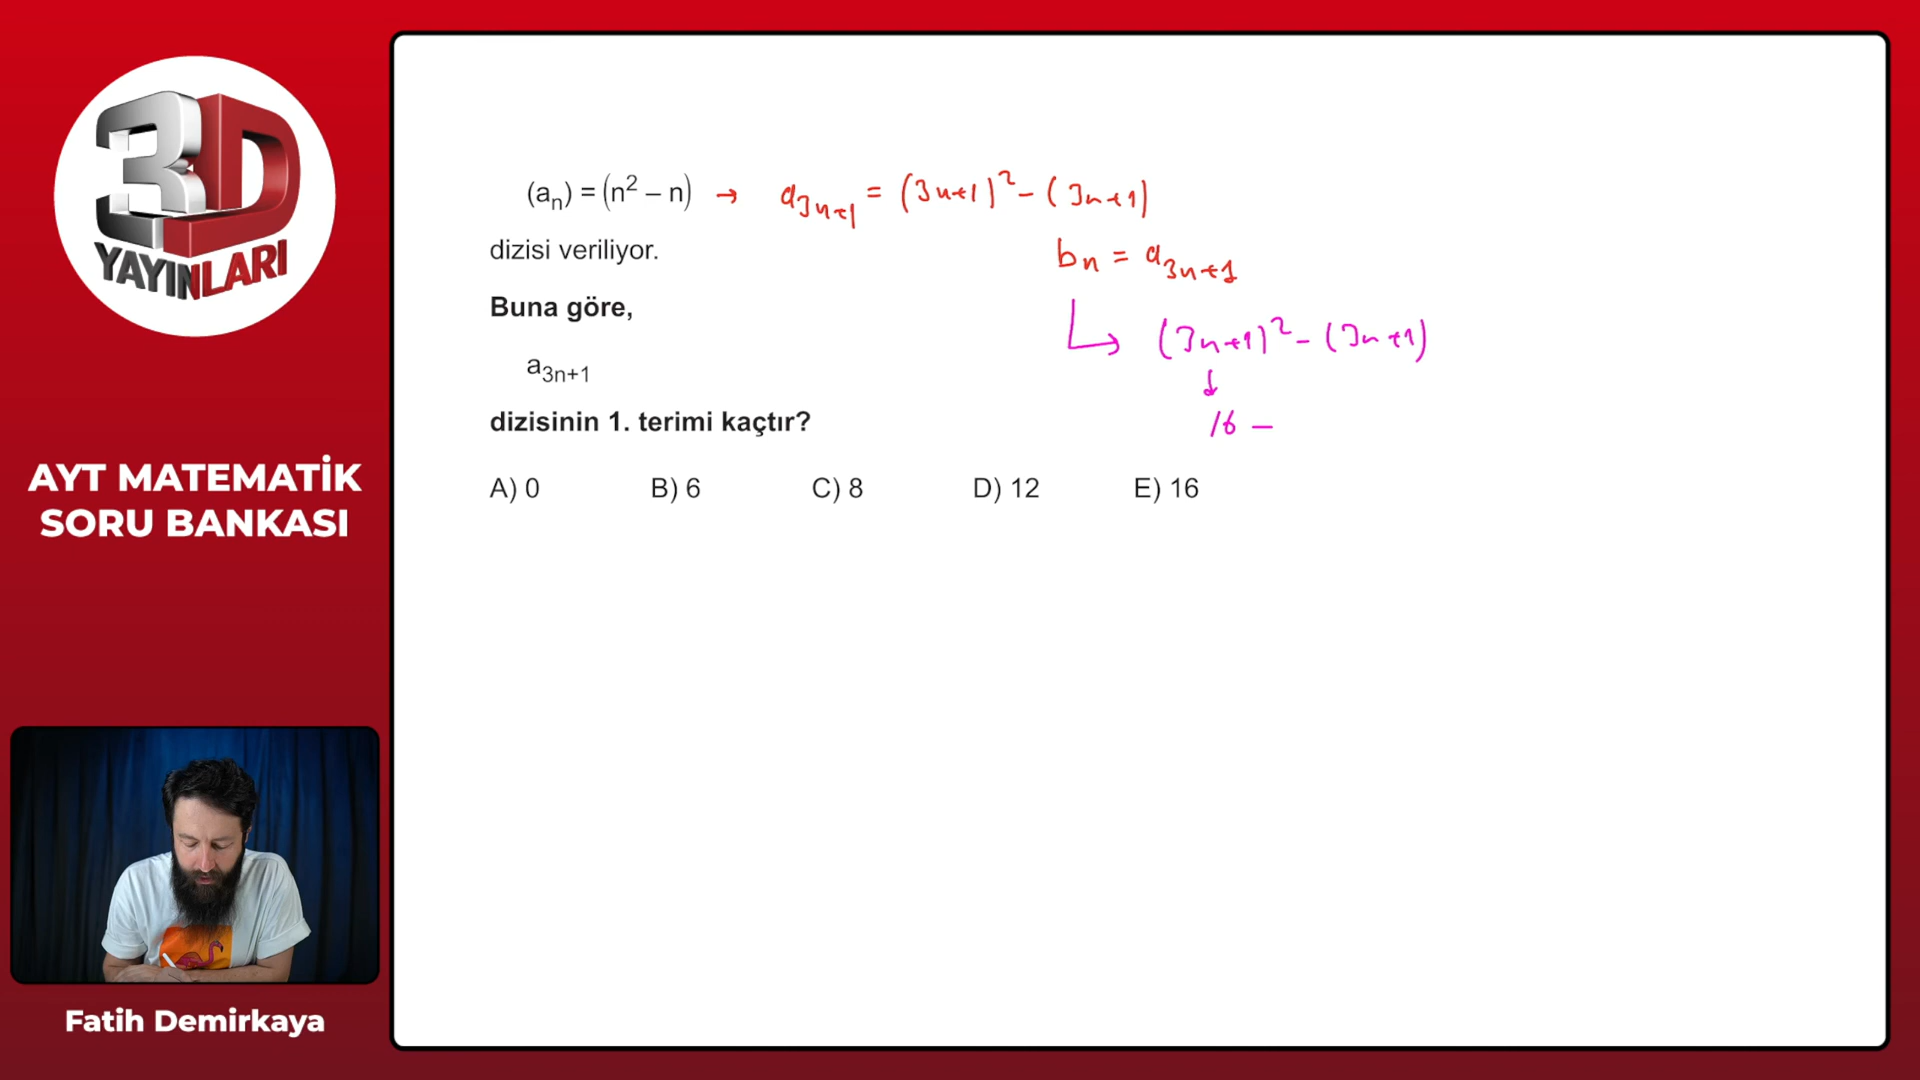 3D
YAYINLARI
AYT MATEMATİK
SORU BANKASI
Fatih Demirkaya
(aₙ) = (n² – n) → a₃ₙ₊₁ = (3n+1)² - (3n+1)
dizisi veriliyor.
bₙ = a₃ₙ₊₁
Buna göre,
(3n+1)² - (3n+1)
a₃ₙ₊₁
↓
dizisinin 1. terimi kaçtır?
16 –
A) 0 B) 6 C) 8 D) 12 E) 16